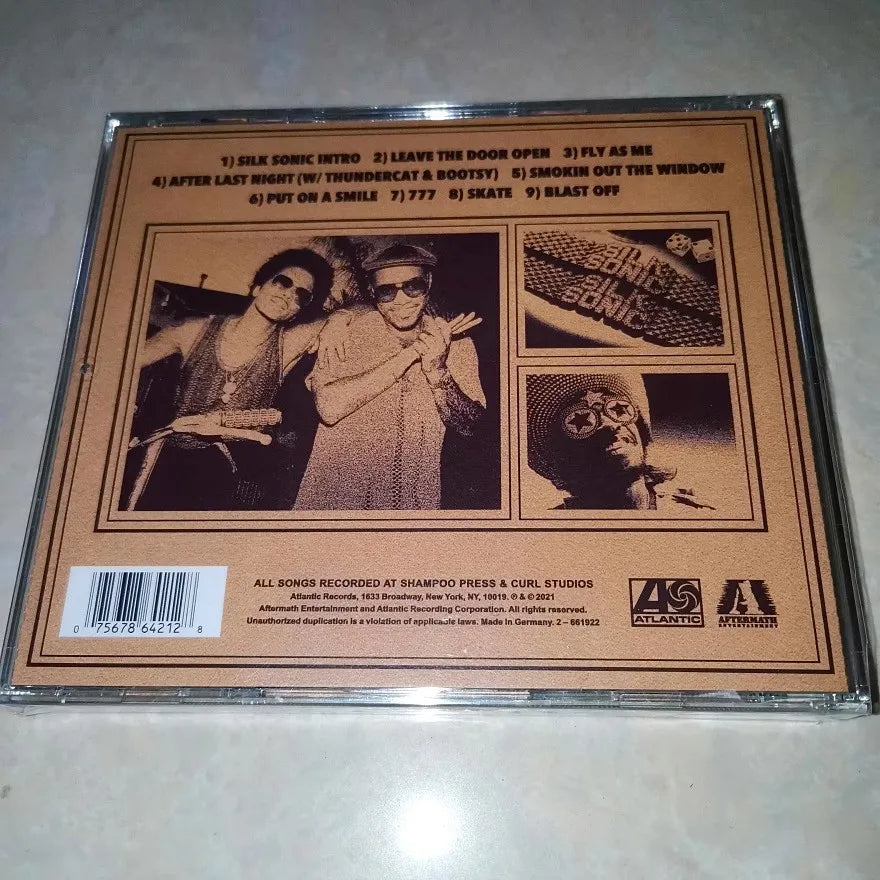 1) SILK SONIC INTRO 2) LEAVE THE DOOR OPEN 3) FLY AS ME
4) AFTER LAST NIGHT (W/ THUNDERCAT & BOOTSY) 5) SMOKIN OUT THE WINDOW
6) PUT ON A SMILE 7) 777 8) SKATE 9) BLAST OFF
SILK
SONIC
SILK
SONIC
ALL SONGS RECORDED AT SHAMPOO PRESS & CURL STUDIOS
Atlantic Records, 1633 Broadway, New York, NY, 10019. ℗ & © 2021
Aftermath Entertainment and Atlantic Recording Corporation. All rights reserved.
Unauthorized duplication is a violation of applicable laws. Made in Germany. 2 – 661922
0 75678 64212 8
ATLANTIC
AFTERMATH
ENTERTAINMENT